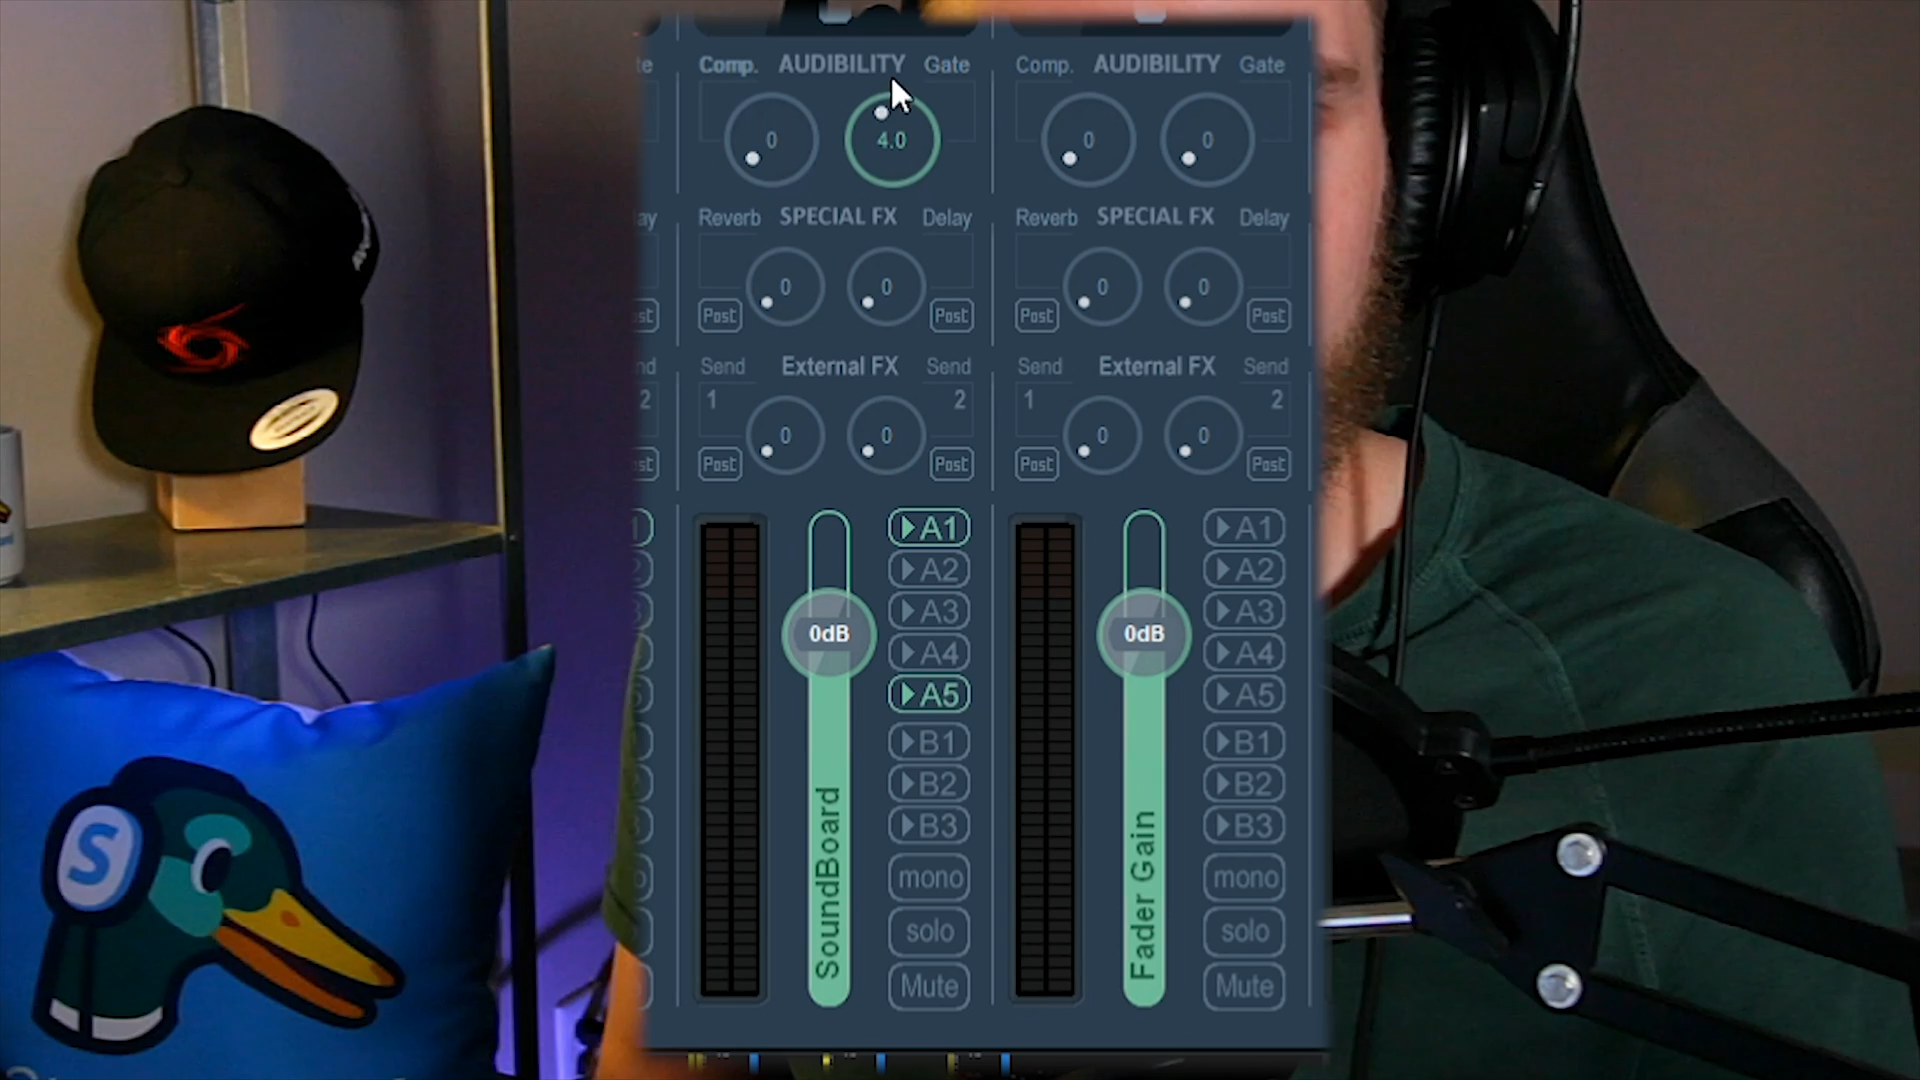 Comp. AUDIBILITY Gate
0 4.0
Reverb SPECIAL FX Delay
0 0
Post Post
Send External FX Send
1 2
0 0
Post Post
A1
A2
A3
0dB
A4
A5
B1
B2
B3
mono
solo
Mute
SoundBoard
Comp. AUDIBILITY Gate
0 0
Reverb SPECIAL FX Delay
0 0
Post Post
Send External FX Send
1 2
0 0
Post Post
A1
A2
A3
0dB
A4
A5
B1
B2
B3
mono
solo
Mute
Fader Gain
S